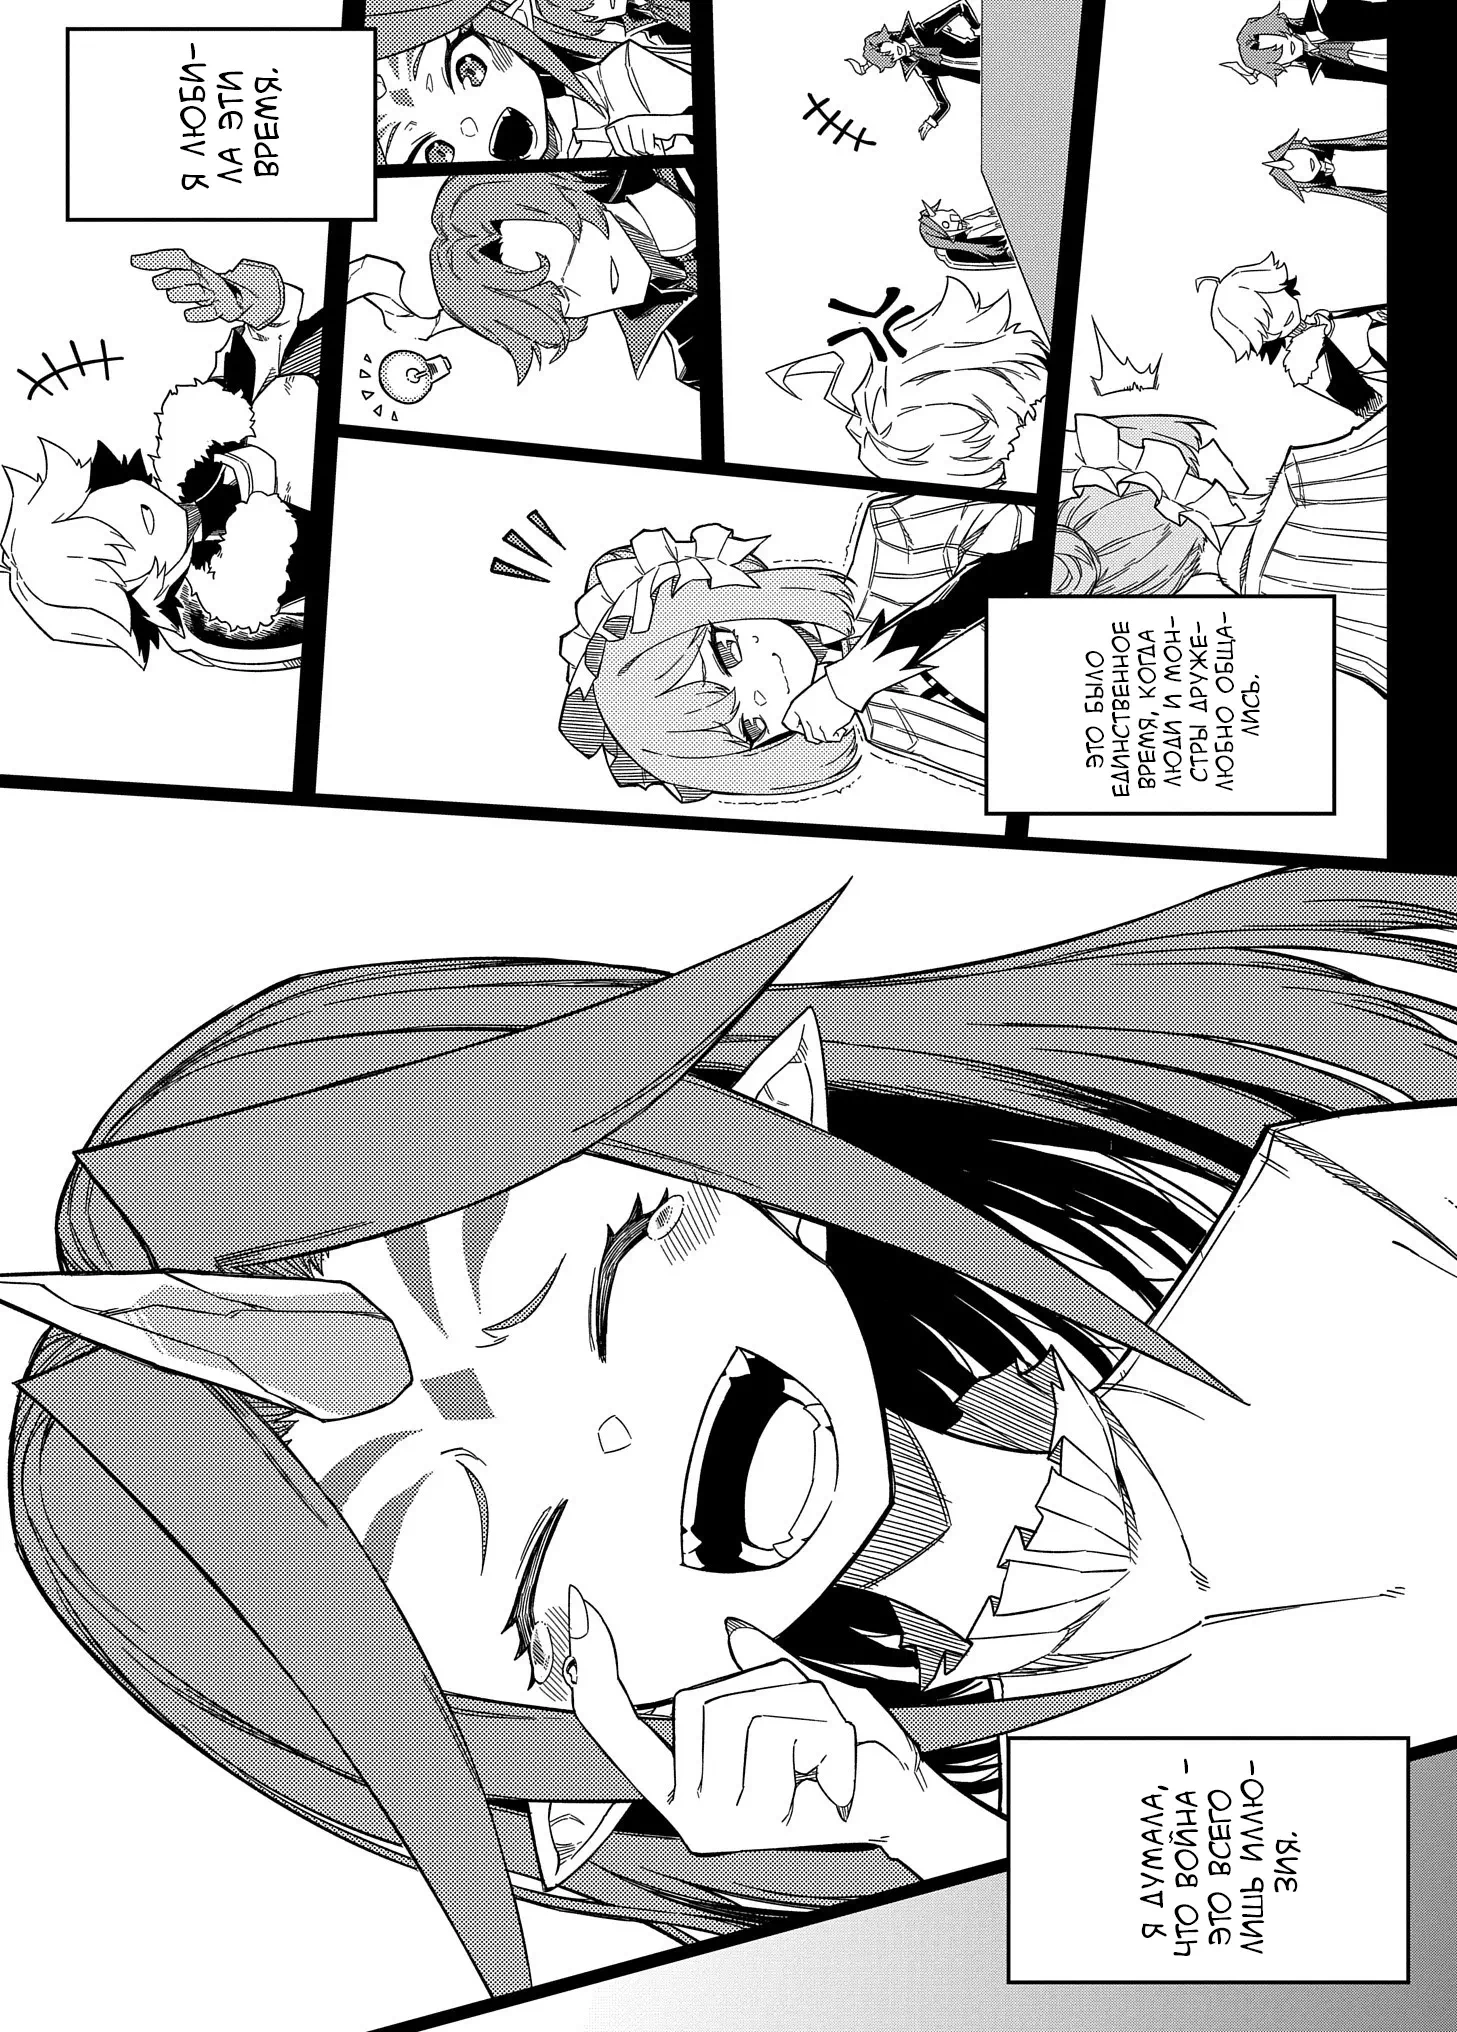 Я ЛЮБИ-
ЛА ЭТИ
ВРЕМЯ.
ЭТО БЫЛО
ЕДИНСТВЕННОЕ
ВРЕМЯ, КОГДА
ЛЮДИ И МОН-
СТРЫ ДРУЖЕ-
ЛЮБНО ОБЩА-
ЛИСЬ.
Я ДУМАЛА,
ЧТО ВОЙНА -
ЭТО ВСЕГО
ЛИШЬ ИЛЛЮ-
ЗИЯ.